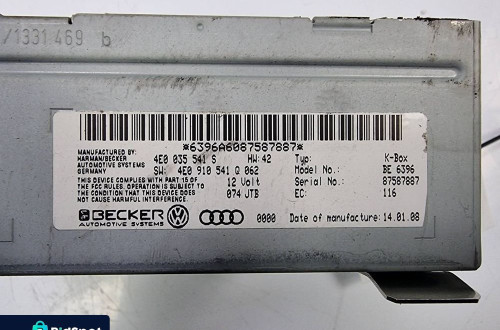 /1331 469 b
*6396A6087587887*
MANUFACTURED BY:
HARMAN/BECKER 4E0 035 541 S HW: 42 Typ: K-Box
AUTOMOTIVE SYSTEMS
GERMANY SW: 4E0 910 541 Q 062 Model No.: BE 6396
THIS DEVICE COMPLIES WITH PART 15 OF
THE FCC RULES. OPERATION IS SUBJECT TO 12 Volt Serial No.: 87587887
THE CONDITION THAT THIS DEVICE DOES 074 JTB EC: 116
NOT CAUSE HARMFUL INTERFERENCE.
BECKER 0000 Date of manufacture: 14.01.08
AUTOMOTIVE SYSTEMS
BidSpot